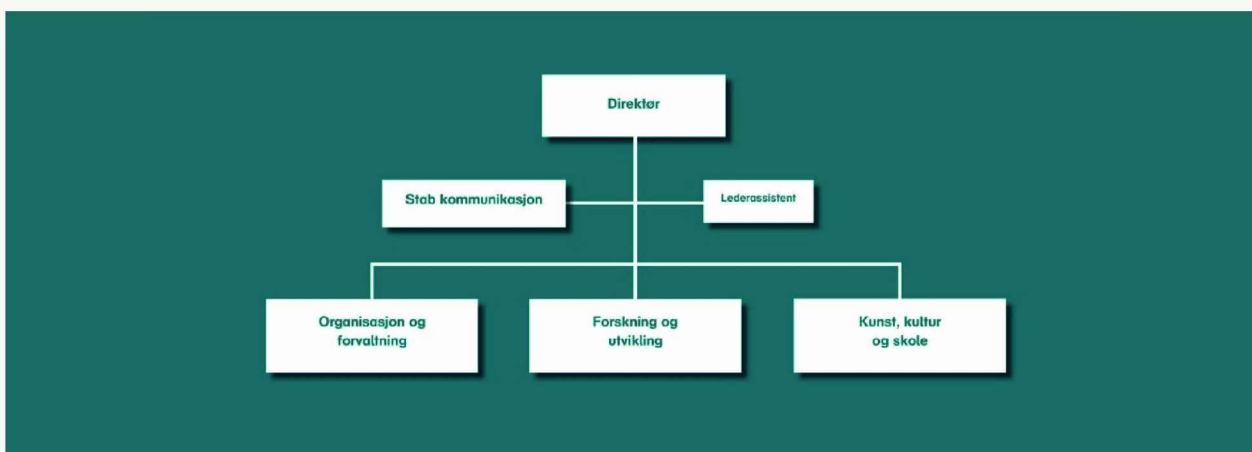 Direktør
Stab kommunikasjon
Lederassistent
Organisasjon og
forvaltning
Forskning og
utvikling
Kunst, kultur
og skole